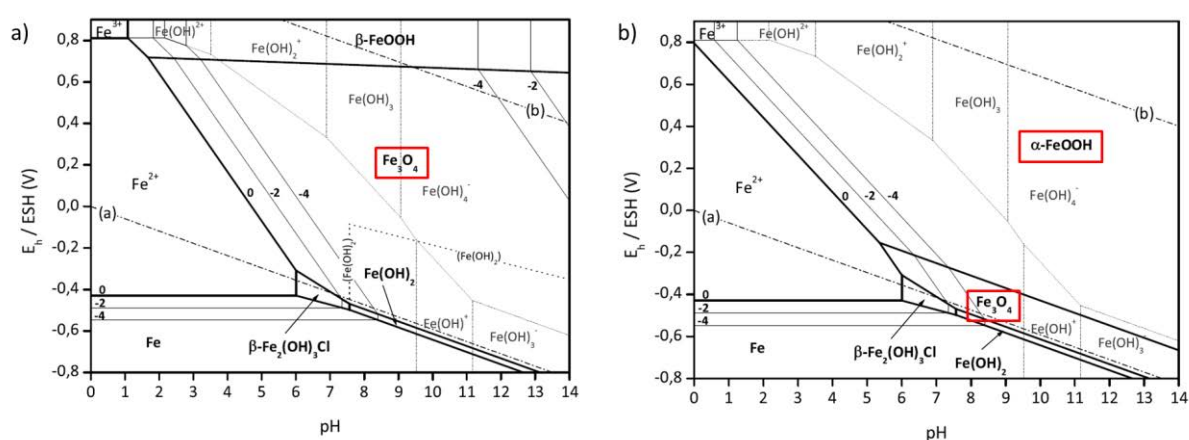 a)
Fe³⁺
Fe(OH)²⁺
Fe(OH)₂⁺
β-FeOOH
-4
-2
(b)
Fe(OH)₃
Fe₃O₄
Fe(OH)₄⁻
Fe²⁺
0
-2
-4
(a)
(Fe(OH)₂)
(Fe(OH)₂)
Fe(OH)₂
0
-2
-4
Fe(OH)⁺
Fe(OH)₃⁻
β-Fe₂(OH)₃Cl
Fe
0,8
0,6
0,4
0,2
0,0
-0,2
-0,4
-0,6
-0,8
Eₕ / ESH (V)
0 1 2 3 4 5 6 7 8 9 10 11 12 13 14
pH
b)
Fe³⁺
Fe(OH)²⁺
Fe(OH)₂⁺
Fe(OH)₃
(b)
α-FeOOH
Fe(OH)₄⁻
Fe²⁺
0
-2
-4
(a)
0
-2
-4
Fe₃O₄
Fe(OH)⁺
Fe(OH)₃
β-Fe₂(OH)₃Cl
Fe(OH)₂
Fe
0,8
0,6
0,4
0,2
0,0
-0,2
-0,4
-0,6
-0,8
Eₕ / ESH (V)
0 1 2 3 4 5 6 7 8 9 10 11 12 13 14
pH